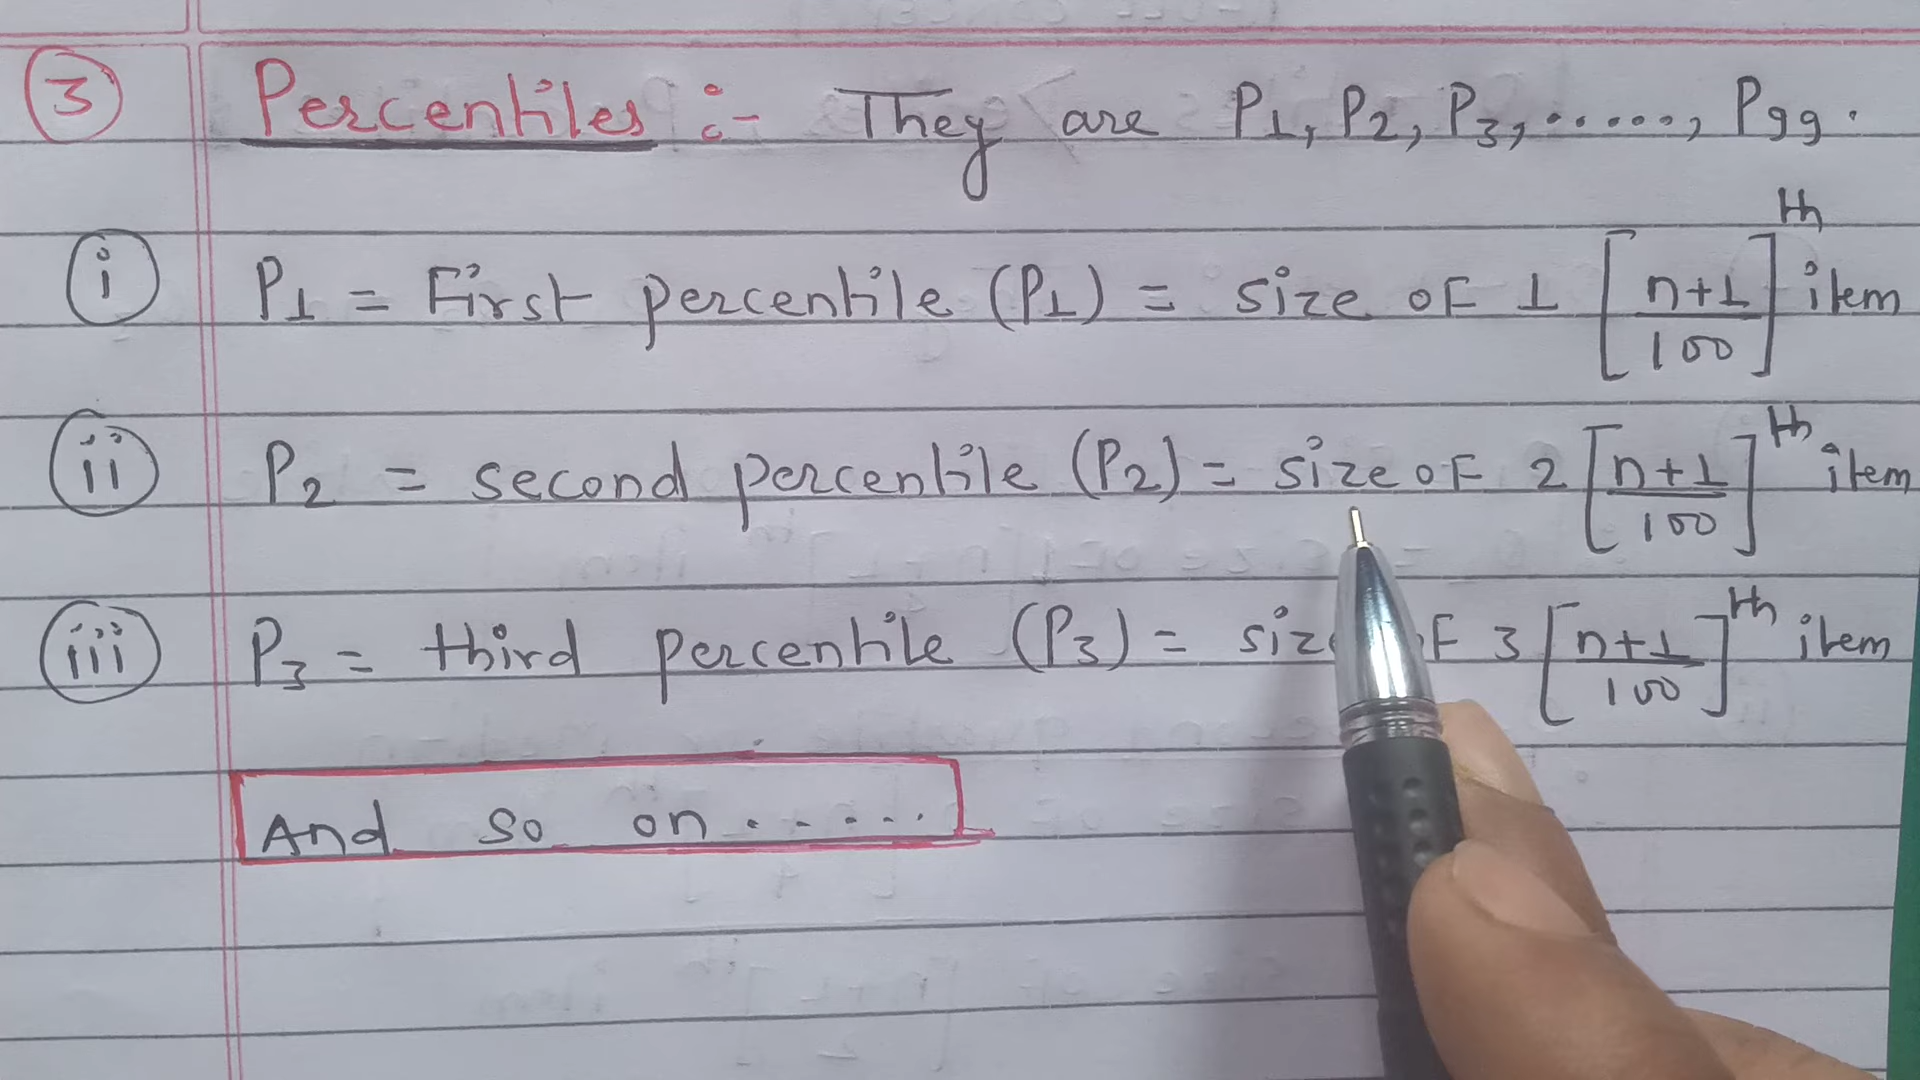 ③ Percentiles :- They are P1, P2, P3, ......, P99.
ⓘ P1 = First percentile (P1) = size of 1 [n+1/100]th item
ⓘⓘ P2 = second percentile (P2) = size of 2 [n+1/100]th item
ⓘⓘⓘ P3 = third percentile (P3) = size of 3 [n+1/100]th item
And so on ......